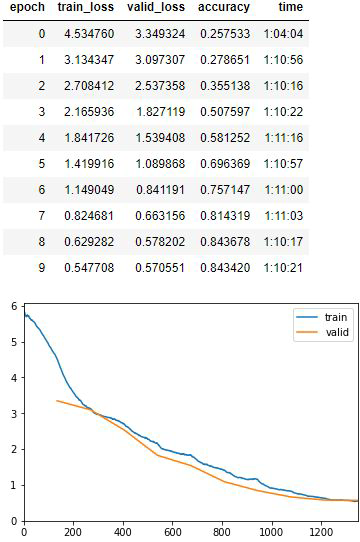 epoch train_loss valid_loss accuracy time
0 4.534760 3.349324 0.257533 1:04:04
1 3.134347 3.097307 0.278651 1:10:56
2 2.708412 2.537358 0.355138 1:10:16
3 2.165936 1.827119 0.507597 1:10:22
4 1.841726 1.539408 0.581252 1:11:16
5 1.419916 1.089868 0.696369 1:10:57
6 1.149049 0.841191 0.757147 1:11:00
7 0.824681 0.663156 0.814319 1:11:03
8 0.629282 0.578202 0.843678 1:10:17
9 0.547708 0.570551 0.843420 1:10:21
6
train
valid
5
4
3
2
1
0
0 200 400 600 800 1000 1200